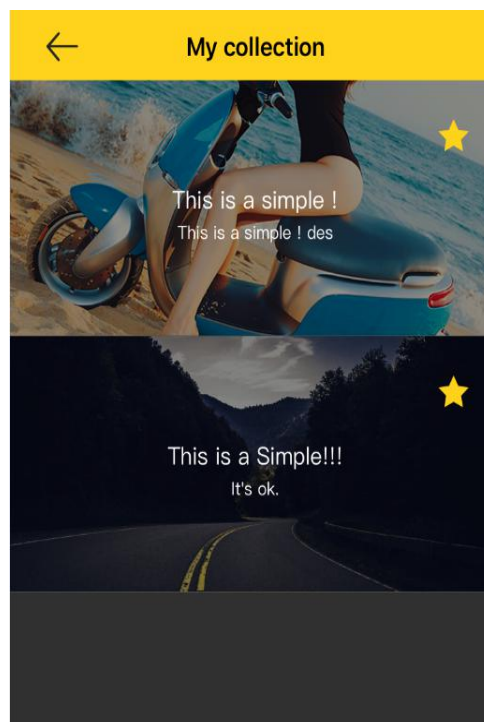 My collection
This is a simple !
This is a simple ! des
This is a Simple!!!
It's ok.